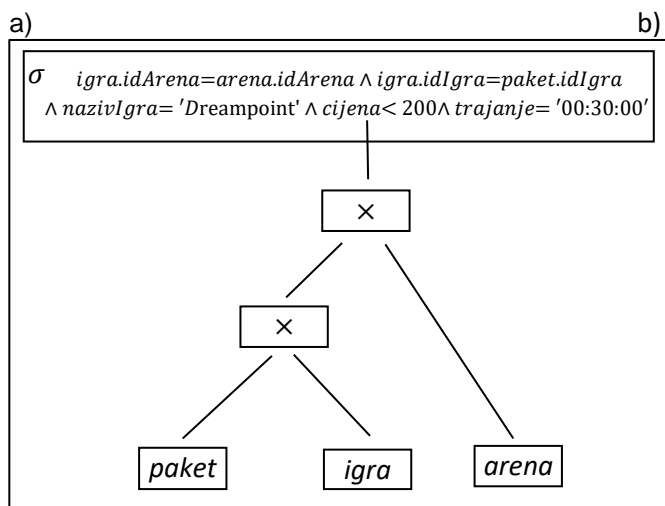 a) b)
σ igra.idArena=arena.idArena ∧ igra.idIgra=paket.idIgra
∧ nazivIgra= 'Dreampoint' ∧ cijena< 200∧ trajanje= '00:30:00'
×
×
paket igra arena